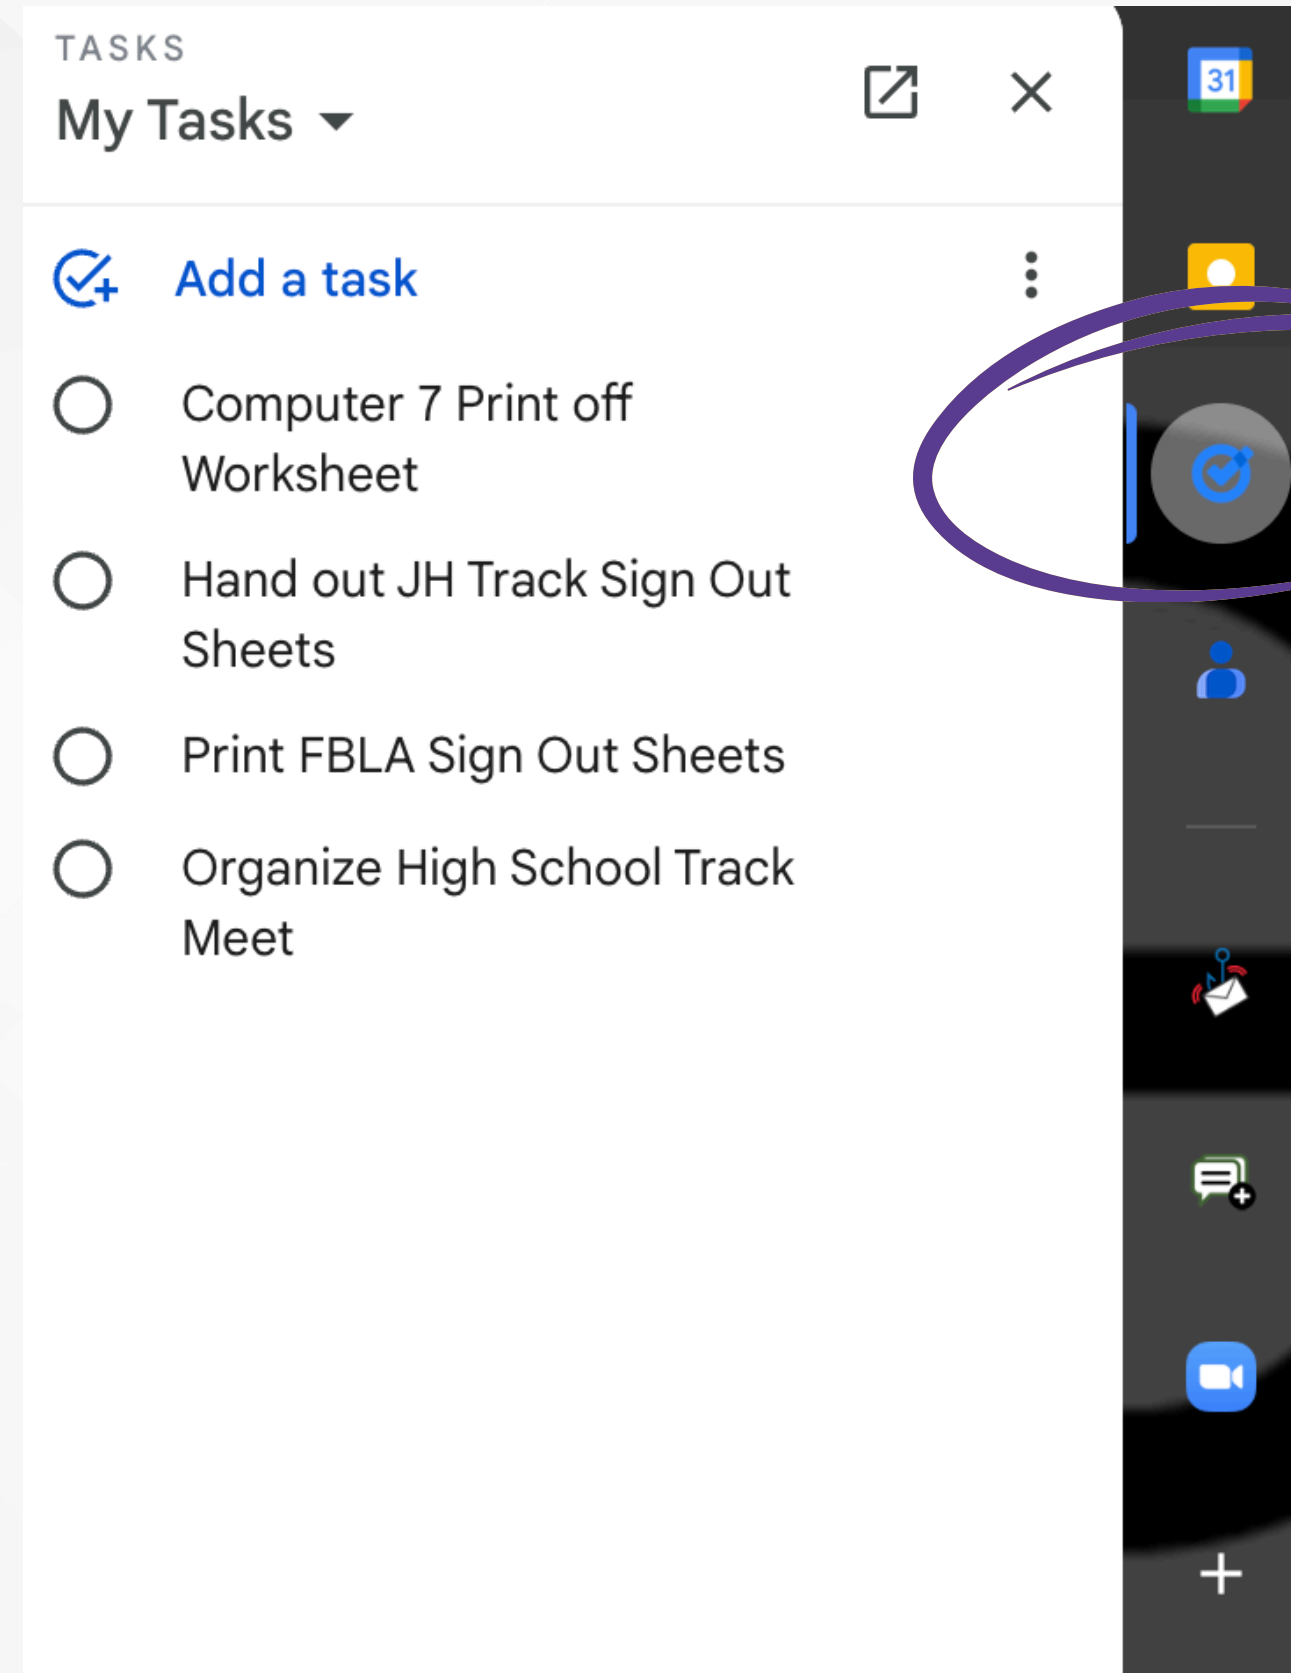 TASKS
My Tasks
31
Add a task
Computer 7 Print off
Worksheet
Hand out JH Track Sign Out
Sheets
Print FBLA Sign Out Sheets
Organize High School Track
Meet